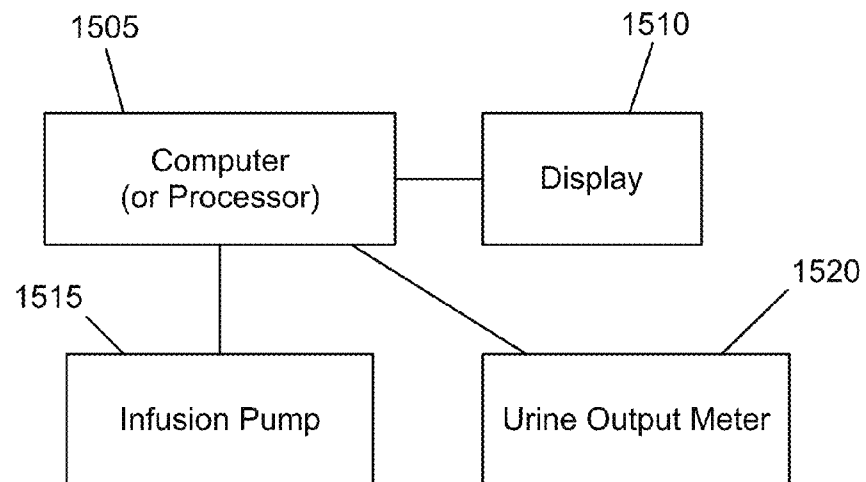 1505
1510
Computer
(or Processor)
Display
1515
1520
Infusion Pump
Urine Output Meter